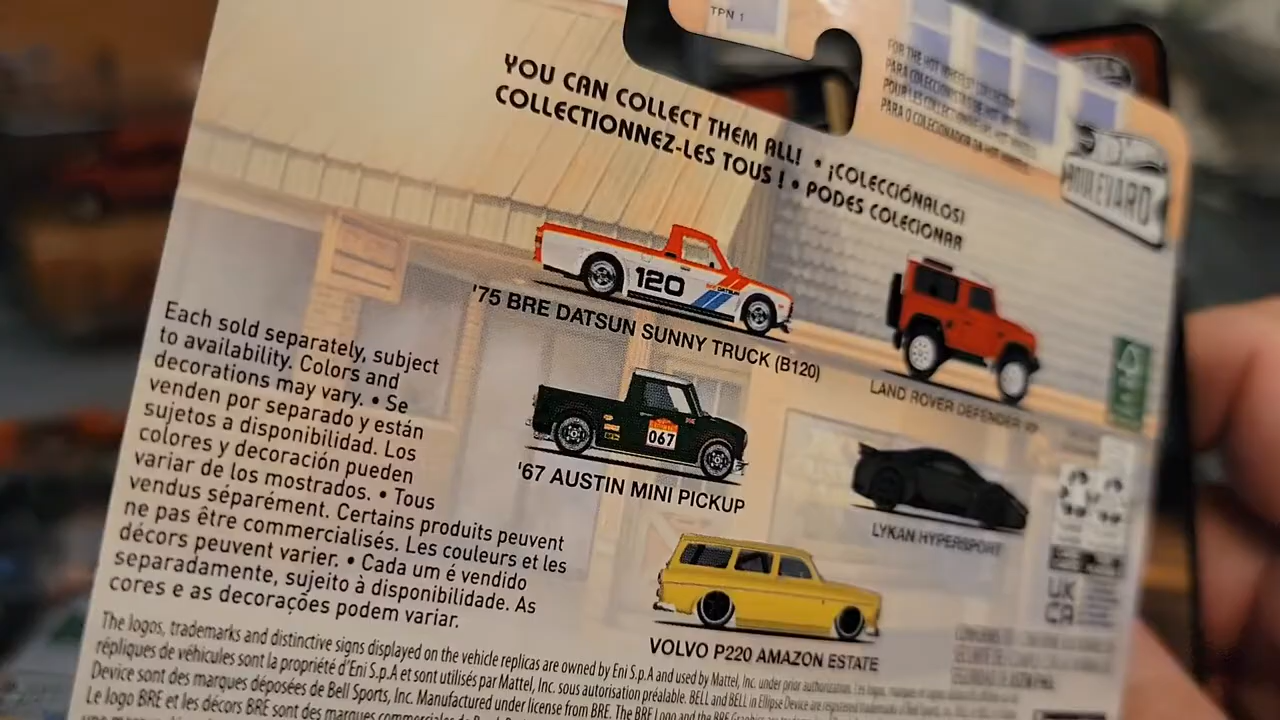 TPN 1
YOU CAN COLLECT THEM ALL! • ¡COLECCIÓNALOS!
COLLECTIONNEZ-LES TOUS ! • PODES COLECIONAR
FOR THE HOT WHEELS COLLECTOR
BOULEVARD
120
'75 BRE DATSUN SUNNY TRUCK (B120)
LAND ROVER DEFENDER 90
067
'67 AUSTIN MINI PICKUP
LYKAN HYPERSPORT
VOLVO P220 AMAZON ESTATE
UK
CA
Each sold separately, subject
to availability. Colors and
decorations may vary. • Se
venden por separado y están
sujetos a disponibilidad. Los
colores y decoración pueden
variar de los mostrados. • Tous
vendus séparément. Certains produits peuvent
ne pas être commercialisés. Les couleurs et les
décors peuvent varier. • Cada um é vendido
separadamente, sujeito à disponibilidade. As
cores e as decorações podem variar.
The logos, trademarks and distinctive signs displayed on the vehicle replicas are owned by Eni S.p.A and used by Mattel, Inc. under prior authorization. Los logos,
répliques de véhicules sont la propriété d'Eni S.p.A et sont utilisés par Mattel, Inc. sous autorisation préalable. BELL and BELL in Ellipse Device are registered trademarks of Bell Sports, Inc.
Device sont des marques déposées de Bell Sports, Inc. Manufactured under license from BRE. The BRE Logo and the BRE Graphics are
Le logo BRE et les décors BRE sont des marques